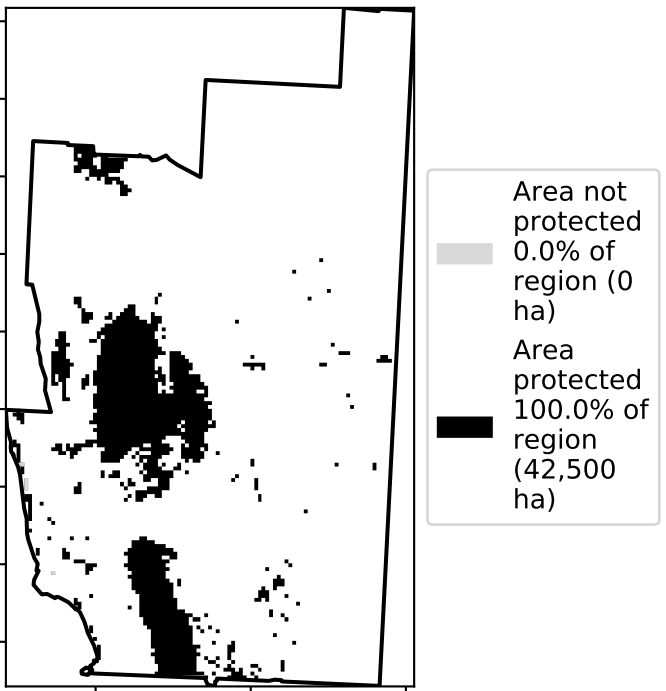 Area not
protected
0.0% of
region (0
ha)
Area
protected
100.0% of
region
(42,500
ha)